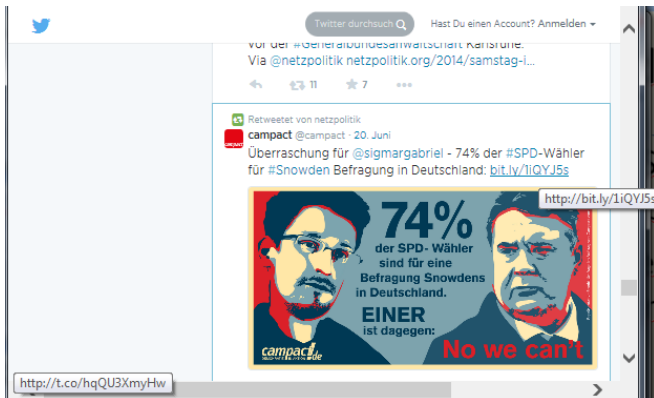 Twitter durchsuch
Hast Du einen Account? Anmelden
vor der #Generalbundesanwaltschaft Karlsruhe.
Via @netzpolitik netzpolitik.org/2014/samstag-i...
11 7
Retweetet von netzpolitik
campact @campact · 20. Juni
Überraschung für @sigmargabriel - 74% der #SPD-Wähler
für #Snowden Befragung in Deutschland: bit.ly/1iQYJ5s
http://bit.ly/1iQYJ5s
74%
der SPD- Wähler
sind für eine
Befragung Snowdens
in Deutschland.
EINER
ist dagegen:
No we can't
campact.de
http://t.co/hqQU3XmyHw